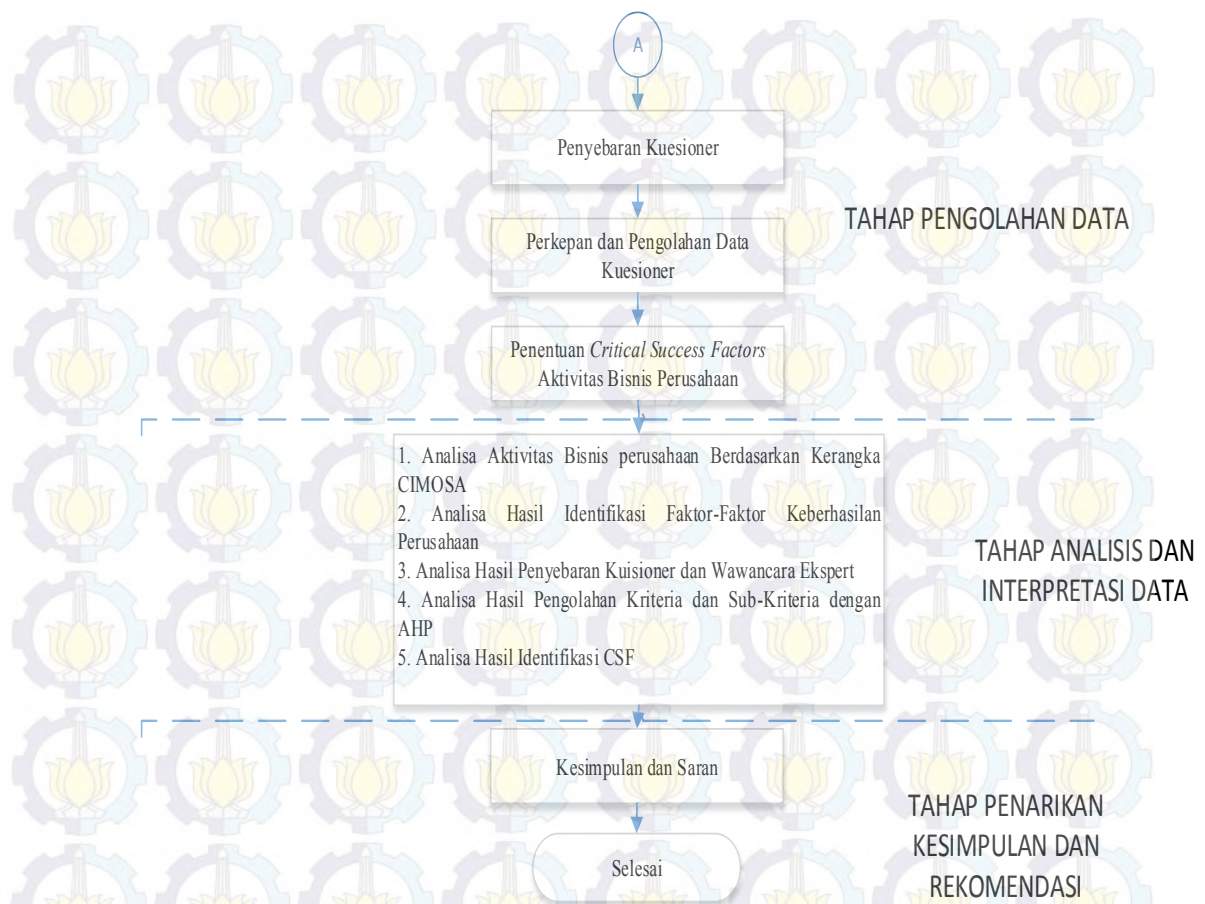 A
Penyebaran Kuesioner
TAHAP PENGOLAHAN DATA
Perkepan dan Pengolahan Data
Kuesioner
Penentuan Critical Success Factors
Aktivitas Bisnis Perusahaan
1. Analisa Aktivitas Bisnis perusahaan Berdasarkan Kerangka
CIMOSA
2. Analisa Hasil Identifikasi Faktor-Faktor Keberhasilan
Perusahaan
3. Analisa Hasil Penyebaran Kuisioner dan Wawancara Ekspert
4. Analisa Hasil Pengolahan Kriteria dan Sub-Kriteria dengan
AHP
5. Analisa Hasil Identifikasi CSF
TAHAP ANALISIS DAN
INTERPRETASI DATA
Kesimpulan dan Saran
Selesai
TAHAP PENARIKAN
KESIMPULAN DAN
REKOMENDASI